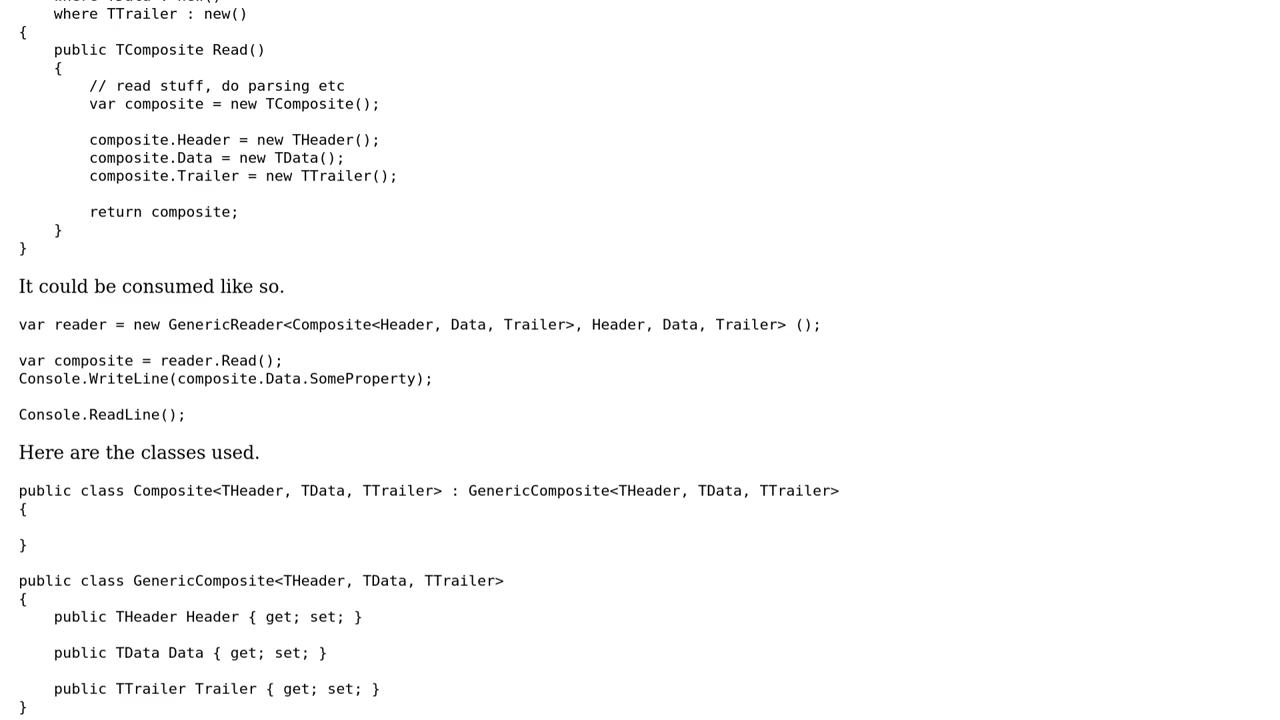 where TTrailer : new()
{
public TComposite Read()
{
// read stuff, do parsing etc
var composite = new TComposite();
composite.Header = new THeader();
composite.Data = new TData();
composite.Trailer = new TTrailer();
return composite;
}
}
It could be consumed like so.
var reader = new GenericReader<Composite<Header, Data, Trailer>, Header, Data, Trailer> ();
var composite = reader.Read();
Console.WriteLine(composite.Data.SomeProperty);
Console.ReadLine();
Here are the classes used.
public class Composite<THeader, TData, TTrailer> : GenericComposite<THeader, TData, TTrailer>
{
}
public class GenericComposite<THeader, TData, TTrailer>
{
public THeader Header { get; set; }
public TData Data { get; set; }
public TTrailer Trailer { get; set; }
}